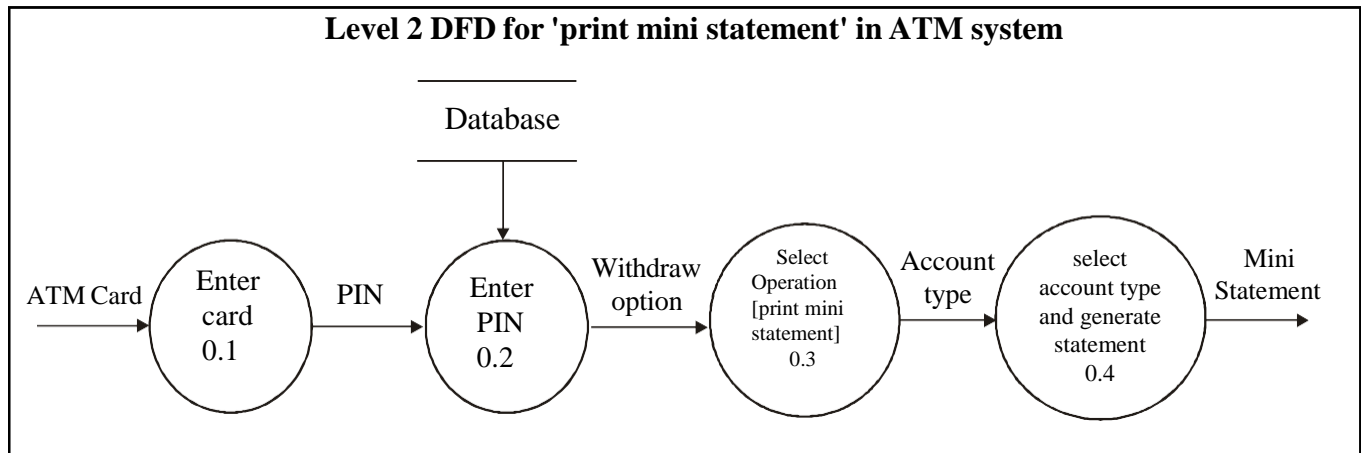 Level 2 DFD for 'print mini statement' in ATM system
Database
ATM Card
Enter
card
0.1
PIN
Enter
PIN
0.2
Withdraw
option
Select
Operation
[print mini
statement]
0.3
Account
type
select
account type
and generate
statement
0.4
Mini
Statement